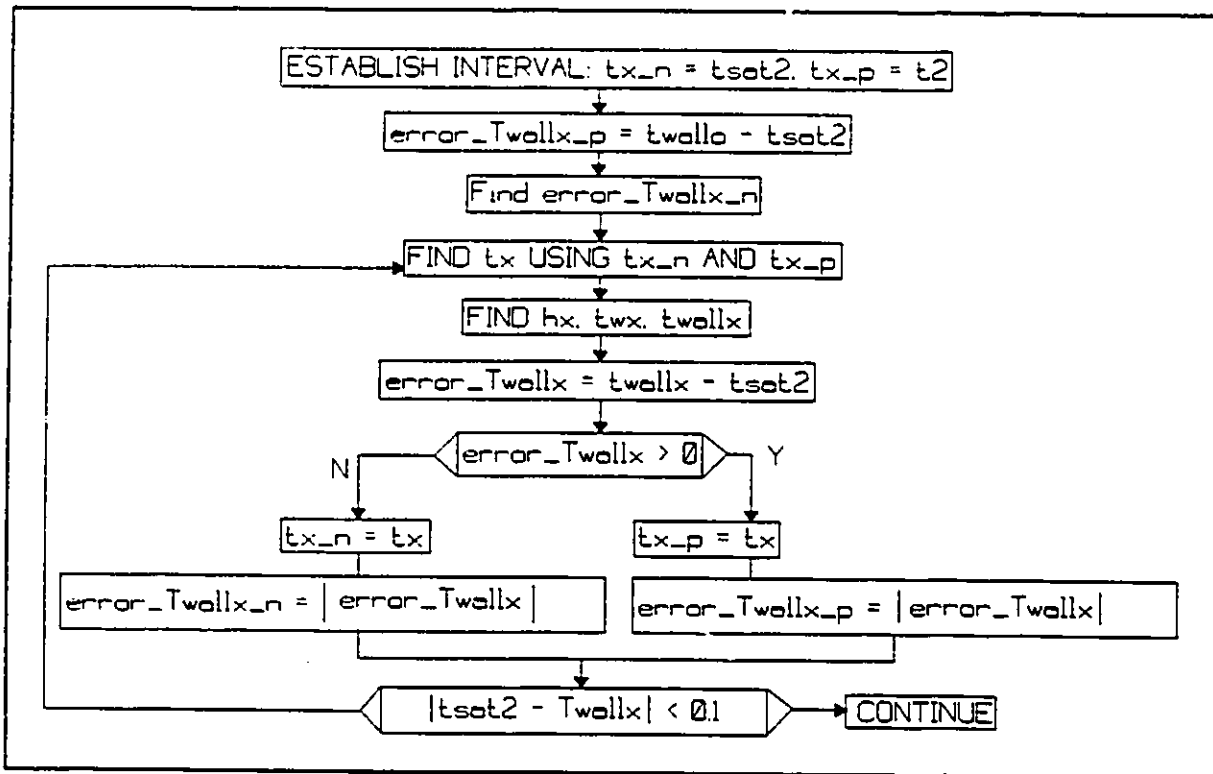 ESTABLISH INTERVAL: tx_n = tsat2. tx_p = t2
error_Twallx_p = twallo - tsat2
Find error_Twallx_n
FIND tx USING tx_n AND tx_p
FIND hx. twx. twallx
error_Twallx = twallx - tsat2
error_Twallx > 0
N
Y
tx_n = tx
tx_p = tx
error_Twallx_n = | error_Twallx |
error_Twallx_p = |error_Twallx|
|tsat2 - Twallx| < 0.1
CONTINUE